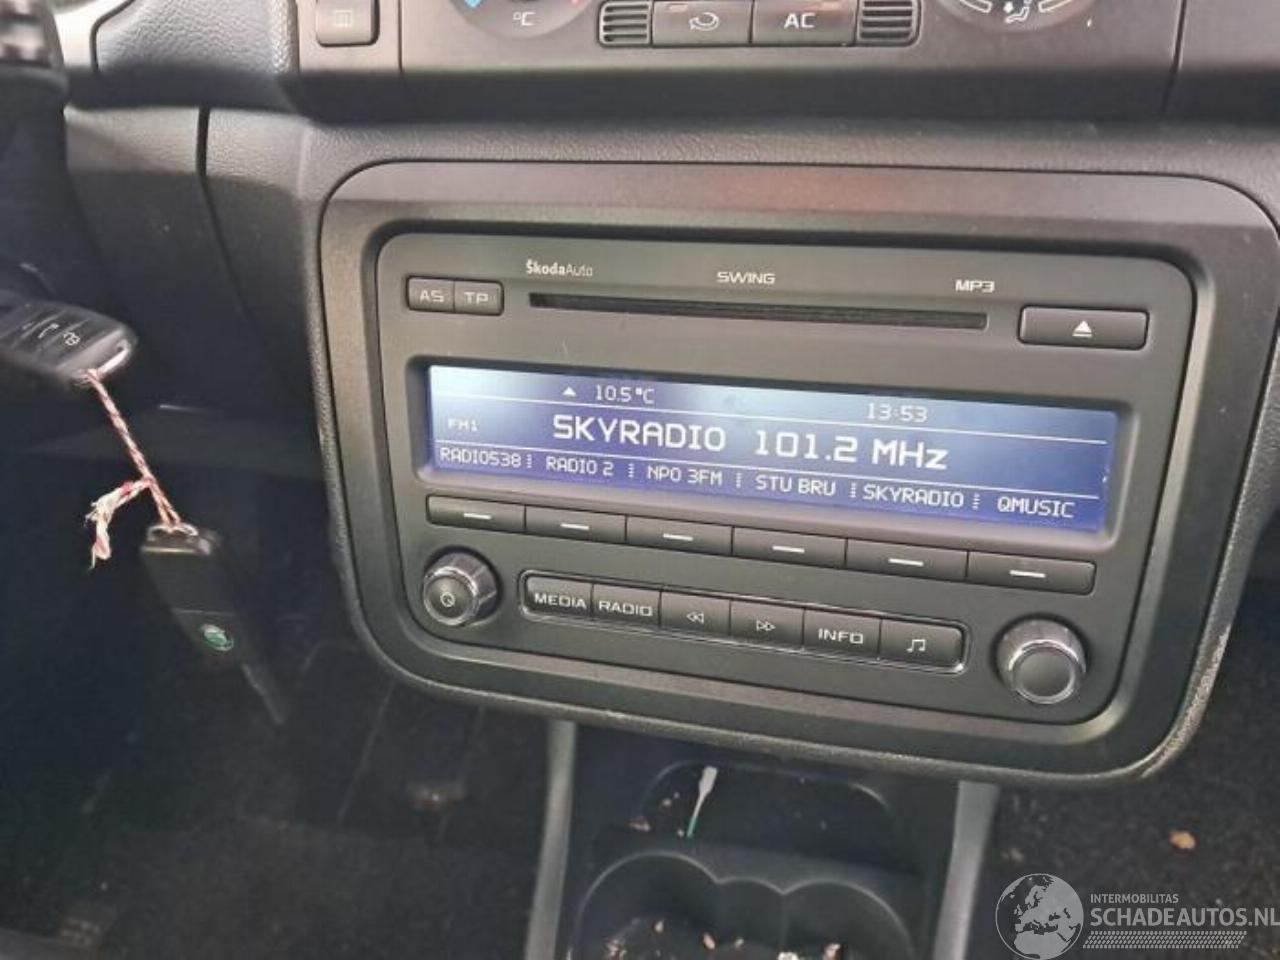 °C
AC
ŠkodaAuto SWING MP3
AS TP
10.5°C 13:53
FM1 SKYRADIO 101.2 MHz
RADIO538 RADIO 2 NPO 3FM STU BRU SKYRADIO QMUSIC
MEDIA RADIO INFO
INTERMOBILITAS
SCHADEAUTOS.NL